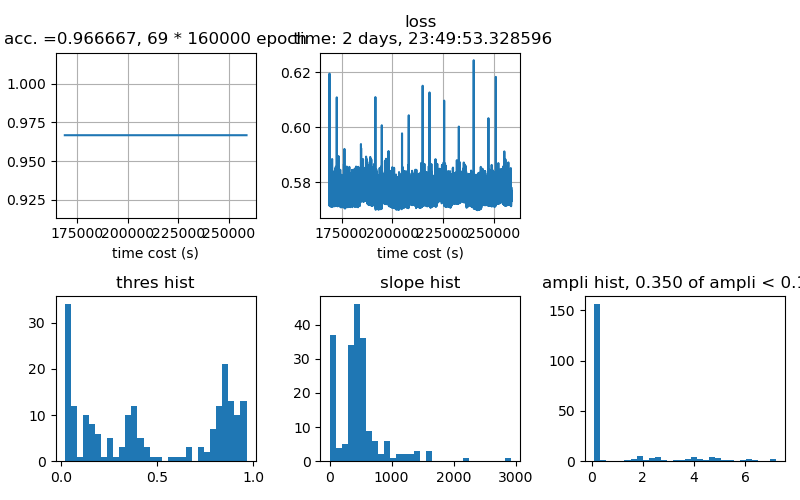 loss
acc. =0.966667, 69 * 160000 epoch
time: 2 days, 23:49:53.328596
1.000
0.975
0.950
0.925
175000 200000 225000 250000
time cost (s)
0.62
0.60
0.58
175000 200000 225000 250000
time cost (s)
thres hist
30
20
10
0
0.0 0.5 1.0
slope hist
40
30
20
10
0
0 1000 2000 3000
ampli hist, 0.350 of ampli < 0.1
150
100
50
0
0 2 4 6